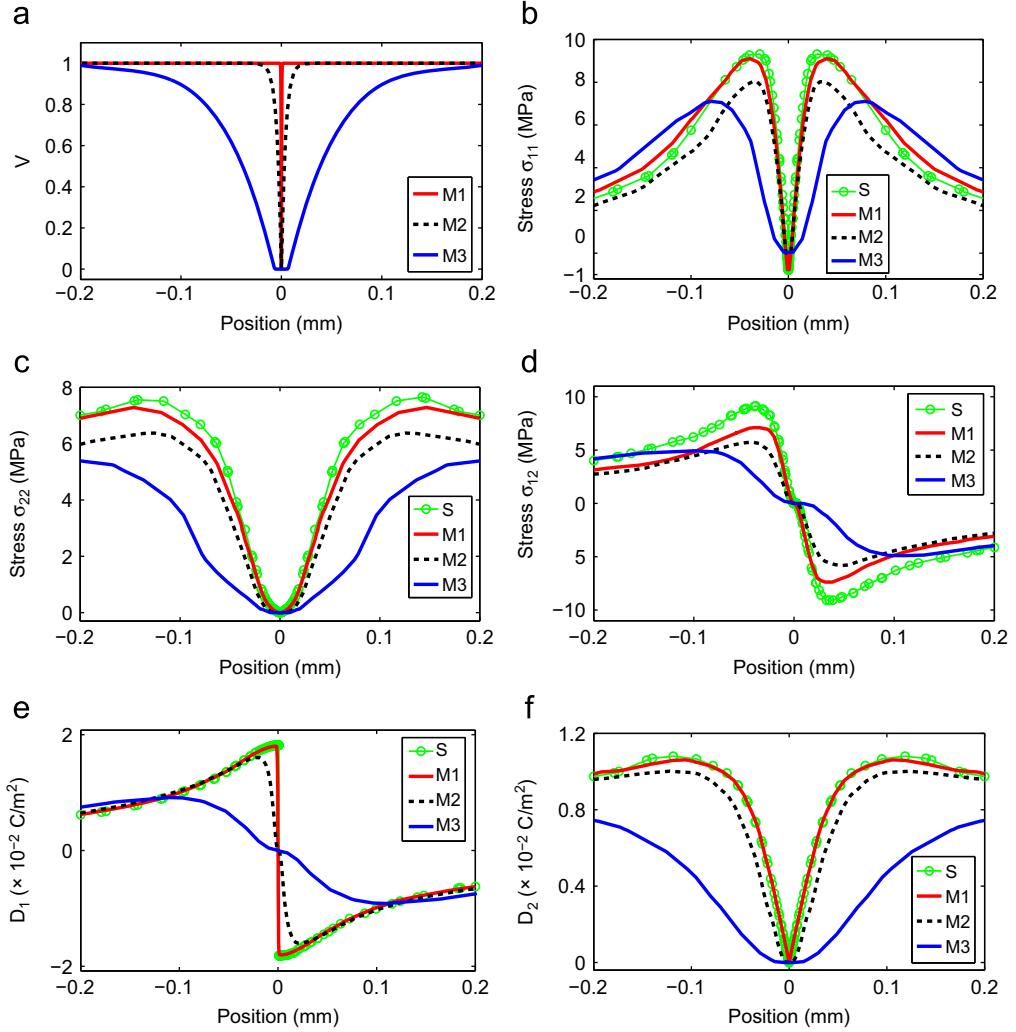 a
V
1
0.8
0.6
0.4
0.2
0
−0.2 −0.1 0 0.1 0.2
Position (mm)
M1
M2
M3
b
Stress σ11 (MPa)
10
8
6
4
2
0
−1
−0.2 −0.1 0 0.1 0.2
Position (mm)
S
M1
M2
M3
c
Stress σ22 (MPa)
8
6
4
2
0
−0.2 −0.1 0 0.1 0.2
Position (mm)
S
M1
M2
M3
d
Stress σ12 (MPa)
10
5
0
5
−10
−0.2 −0.1 0 0.1 0.2
Position (mm)
S
M1
M2
M3
e
D1 (× 10−2 C/m2)
2
0
−2
−0.2 −0.1 0 0.1 0.2
Position (mm)
S
M1
M2
M3
f
D2 (× 10−2 C/m2)
1.2
0.8
0.4
0
−0.2 −0.1 0 0.1 0.2
Position (mm)
S
M1
M2
M3